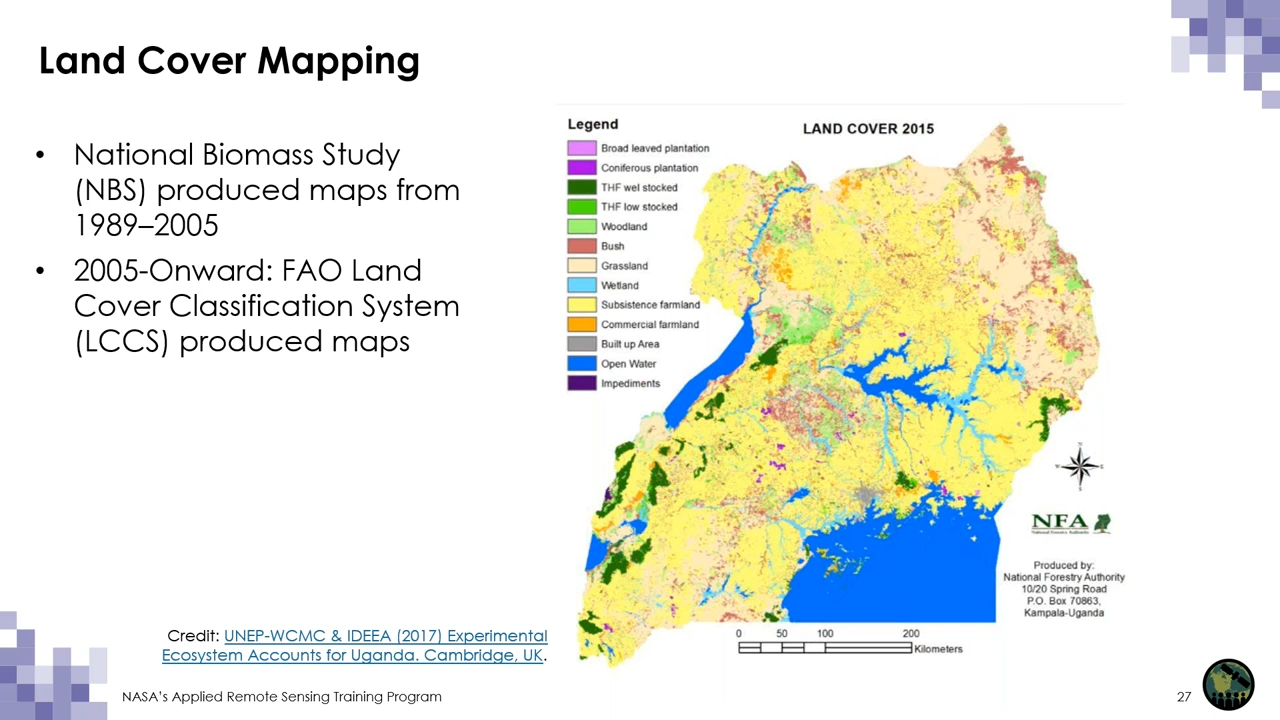 Land Cover Mapping
• National Biomass Study
(NBS) produced maps from
1989–2005
• 2005-Onward: FAO Land
Cover Classification System
(LCCS) produced maps
Legend
Broad leaved plantation
Coniferous plantation
THF wel stocked
THF low stocked
Woodland
Bush
Grassland
Wetland
Subsistence farmland
Commercial farmland
Built up Area
Open Water
Impediments
LAND COVER 2015
N
W
E
S
NFA
National Forestry Authority
Produced by:
National Forestry Authority
10/20 Spring Road
P.O. Box 70863,
Kampala-Uganda
0 50 100 200
Kilometers
Credit: UNEP-WCMC & IDEEA (2017) Experimental
Ecosystem Accounts for Uganda. Cambridge, UK.
NASA's Applied Remote Sensing Training Program
27